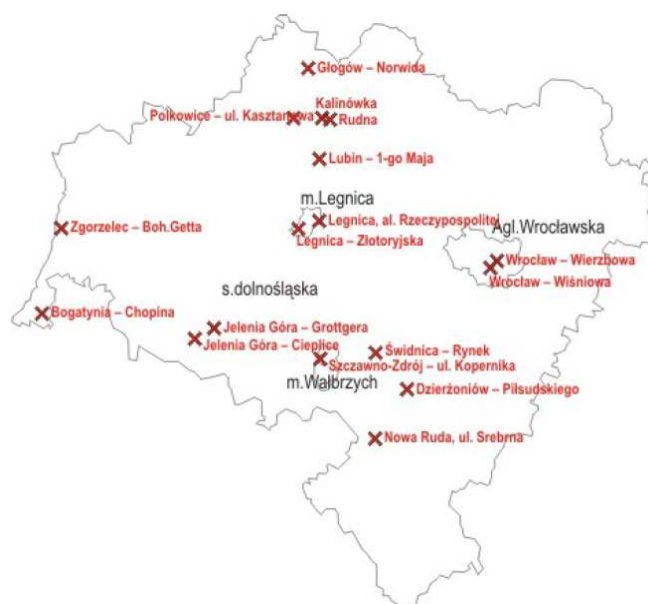 Głogów – Norwida
Kalinówka
Polkowice – ul. Kasztanowa
Rudna
Lubin – 1-go Maja
m.Legnica
Legnica, al. Rzeczypospolitej
Agl.Wrocławska
Zgorzelec – Boh.Getta
Legnica – Złotoryjska
Wrocław – Wierzbowa
Wrocław – Wiśniowa
s.dolnośląska
Bogatynia – Chopina
Jelenia Góra – Grottgera
Jelenia Góra – Cieplice
Świdnica – Rynek
Szczawno-Zdrój – ul. Kopernika
m.Wałbrzych
Dzierżoniów – Piłsudskiego
Nowa Ruda, ul. Srebrna